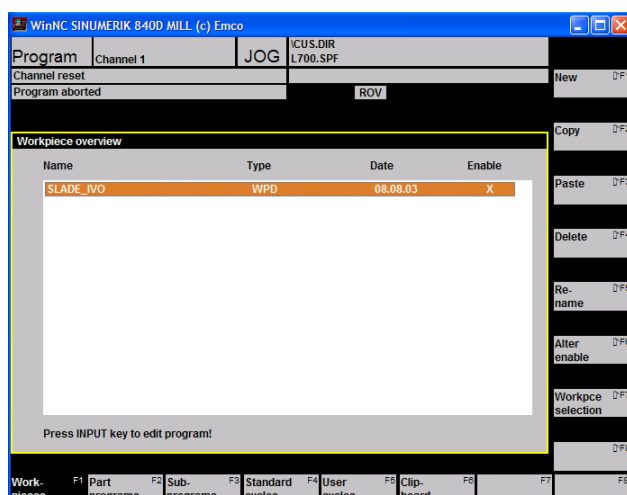 WinNC SINUMERIK 840D MILL (c) Emco
Program Channel 1 JOG \CUS.DIR
L700.SPF
Channel reset
Program aborted ROV
Workpiece overview
Name Type Date Enable
SLADE_IVO WPD 08.08.03 X
Press INPUT key to edit program!
New
Copy
Paste
Delete
Re-
name
Alter
enable
Workpce
selection
Work- F1 Part F2 Sub- F3 Standard F4 User F5 Clip- F6 F7 F8